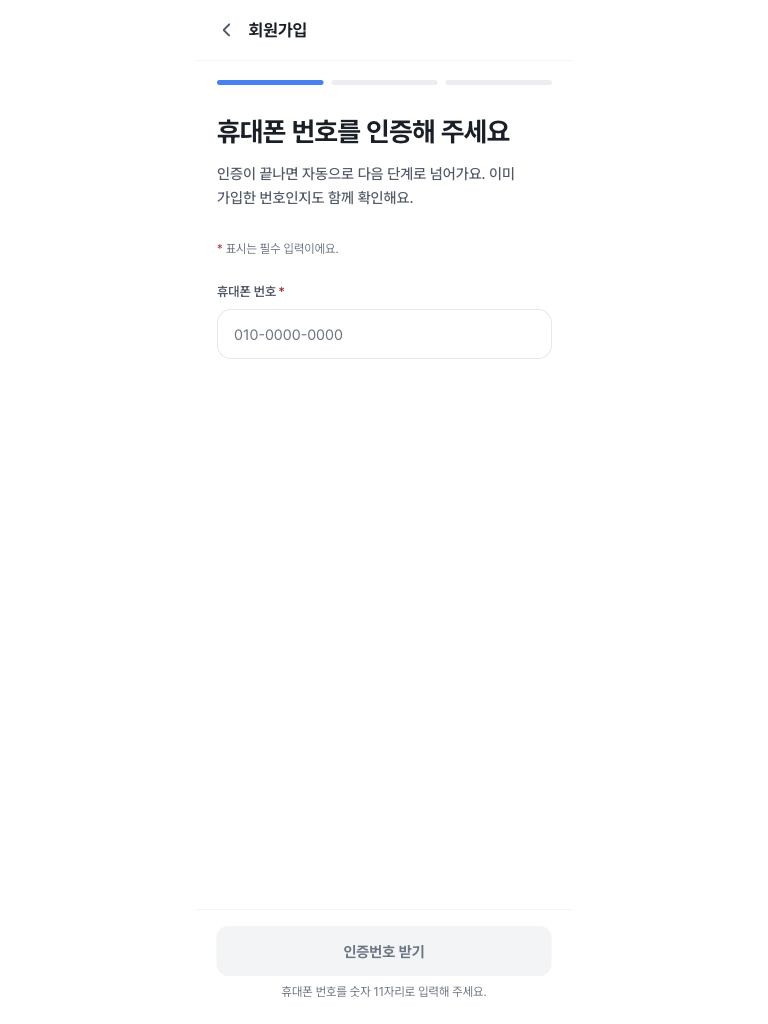 회원가입
휴대폰 번호를 인증해 주세요
인증이 끝나면 자동으로 다음 단계로 넘어가요. 이미
가입한 번호인지도 함께 확인해요.
* 표시는 필수 입력이에요.
휴대폰 번호 *
010-0000-0000
인증번호 받기
휴대폰 번호를 숫자 11자리로 입력해 주세요.